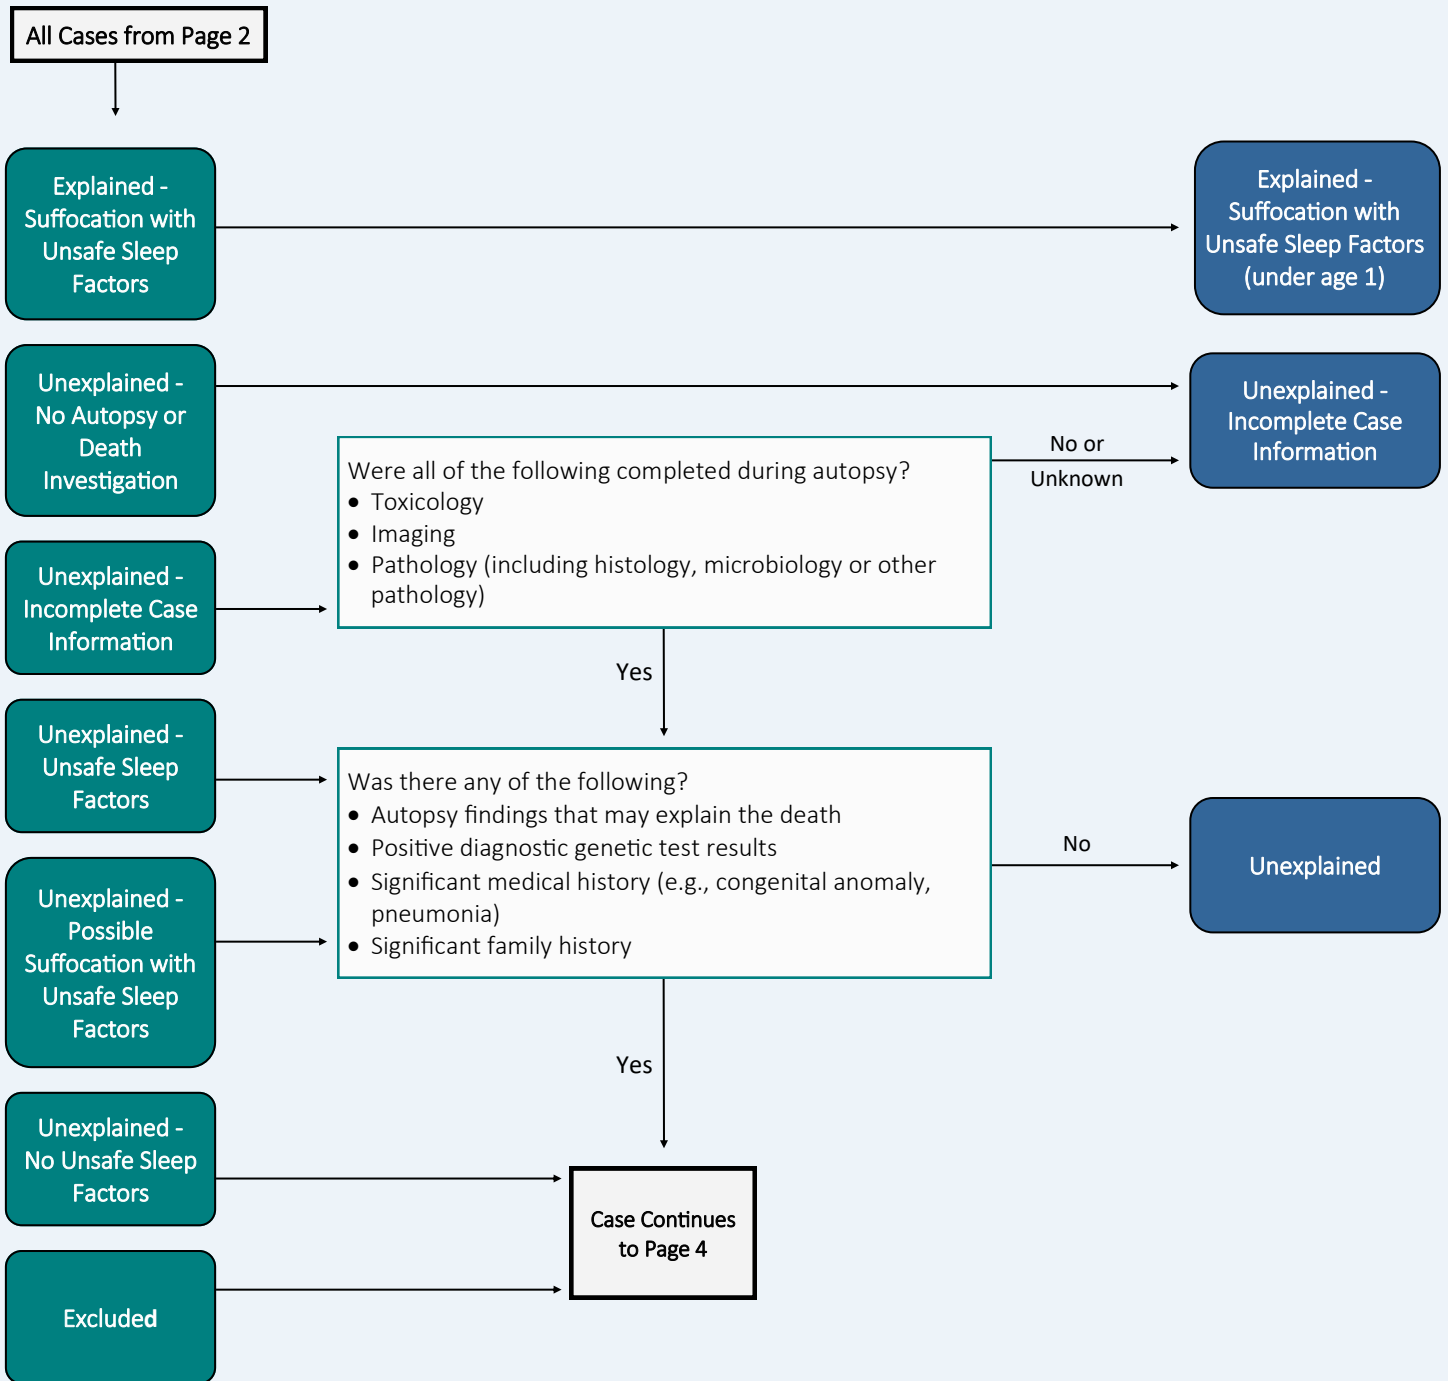 All Cases from Page 2
Explained -
Suffocation with
Unsafe Sleep
Factors
Explained -
Suffocation with
Unsafe Sleep Factors
(under age 1)
Unexplained -
No Autopsy or
Death
Investigation
Unexplained -
Incomplete Case
Information
Were all of the following completed during autopsy?
• Toxicology
• Imaging
• Pathology (including histology, microbiology or other
pathology)
No or
Unknown
Unexplained -
Incomplete Case
Information
Yes
Unexplained -
Unsafe Sleep
Factors
Was there any of the following?
• Autopsy findings that may explain the death
• Positive diagnostic genetic test results
• Significant medical history (e.g., congenital anomaly,
pneumonia)
• Significant family history
No
Unexplained
Unexplained -
Possible
Suffocation with
Unsafe Sleep
Factors
Yes
Unexplained -
No Unsafe Sleep
Factors
Case Continues
to Page 4
Excluded